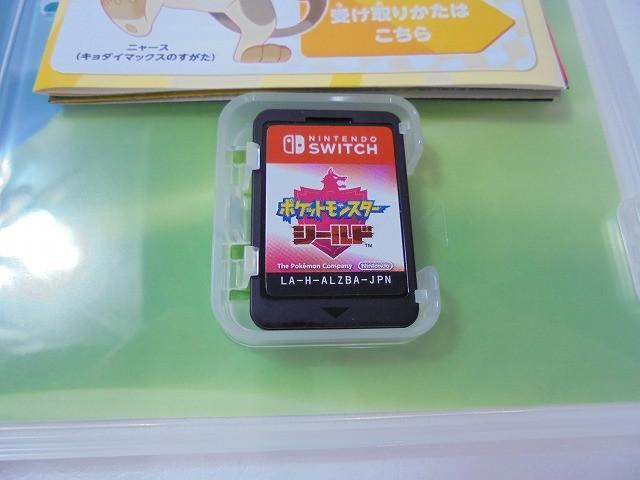 ニャース
(キョダイマックスのすがた)
受け取りかたは
こちら
NINTENDO
SWITCH
ポケットモンスター
シールド
TM
The Pokémon Company
Nintendo
LA-H-ALZBA-JPN